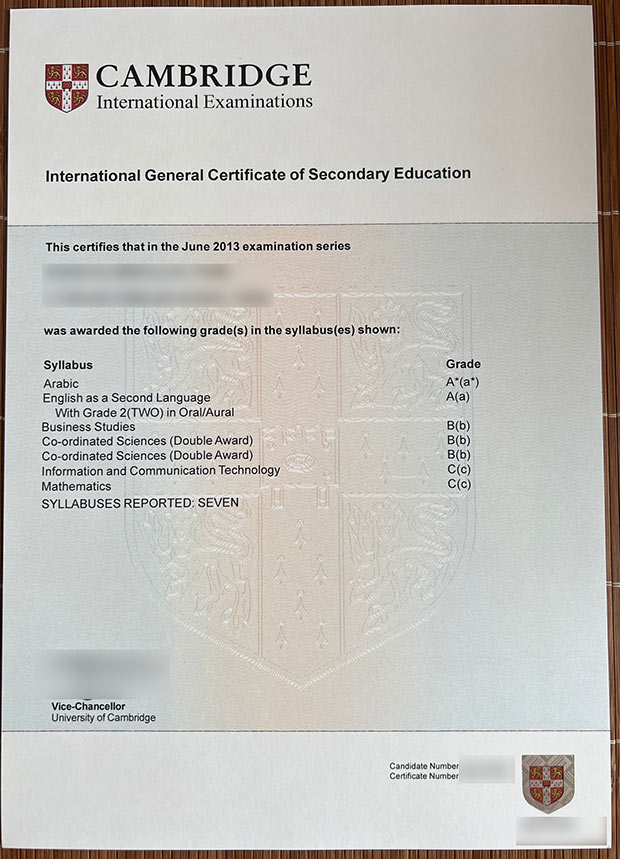 CAMBRIDGE
International Examinations
International General Certificate of Secondary Education
This certifies that in the June 2013 examination series
was awarded the following grade(s) in the syllabus(es) shown:
Syllabus Grade
Arabic A*(a*)
English as a Second Language A(a)
With Grade 2(TWO) in Oral/Aural
Business Studies B(b)
Co-ordinated Sciences (Double Award) B(b)
Co-ordinated Sciences (Double Award) B(b)
Information and Communication Technology C(c)
Mathematics C(c)
SYLLABUSES REPORTED: SEVEN
Vice-Chancellor
University of Cambridge
Candidate Number
Certificate Number